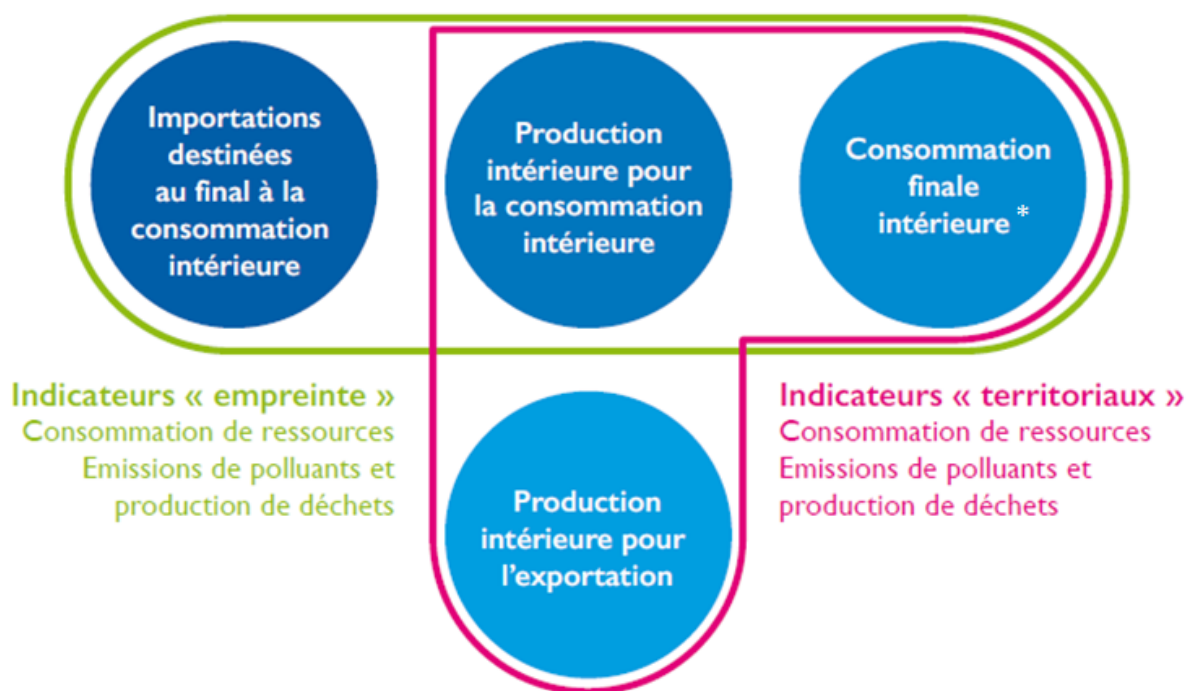 Importations
destinées
au final à la
consommation
intérieure
Production
intérieure pour
la consommation
intérieure
Consommation
finale
intérieure *
Indicateurs « empreinte »
Consommation de ressources
Emissions de polluants et
production de déchets
Indicateurs « territoriaux »
Consommation de ressources
Emissions de polluants et
production de déchets
Production
intérieure pour
l'exportation